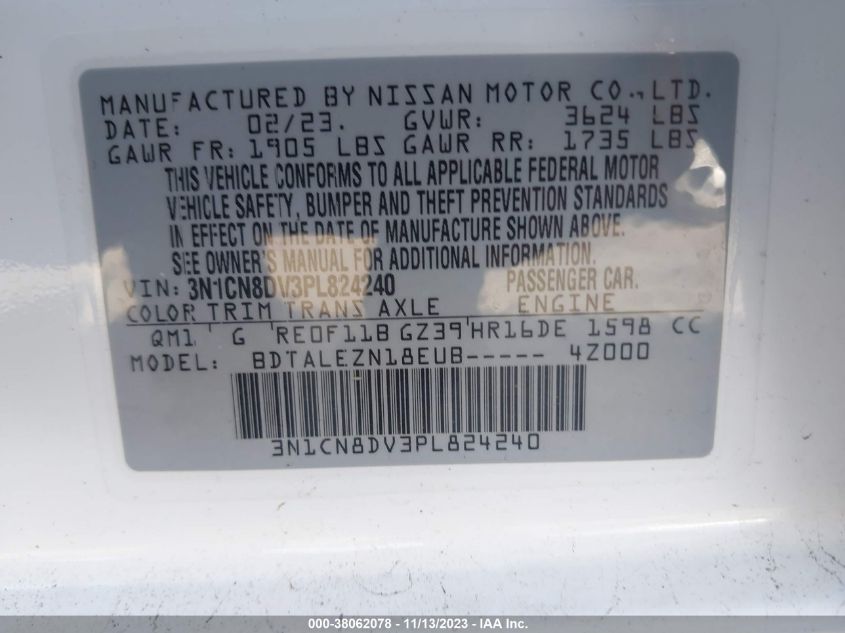 MANUFACTURED BY NISSAN MOTOR CO., LTD.
DATE: 02/23. GVWR: 3624 LBS
GAWR FR: 1905 LBS GAWR RR: 1735 LBS
THIS VEHICLE CONFORMS TO ALL APPLICABLE FEDERAL MOTOR
VEHICLE SAFETY, BUMPER AND THEFT PREVENTION STANDARDS
IN EFFECT ON THE DATE OF MANUFACTURE SHOWN ABOVE.
SEE OWNER'S MANUAL FOR ADDITIONAL INFORMATION.
VIN: 3N1CN8DV3PL824240 PASSENGER CAR.
COLOR TRIM TRANS AXLE ENGINE
QM1 G RE0F11B GZ39 HR16DE 1598 CC
MODEL: BDTALEZN18EUB----- 4Z000
3N1CN8DV3PL824240
000-38062078 - 11/13/2023 - IAA Inc.